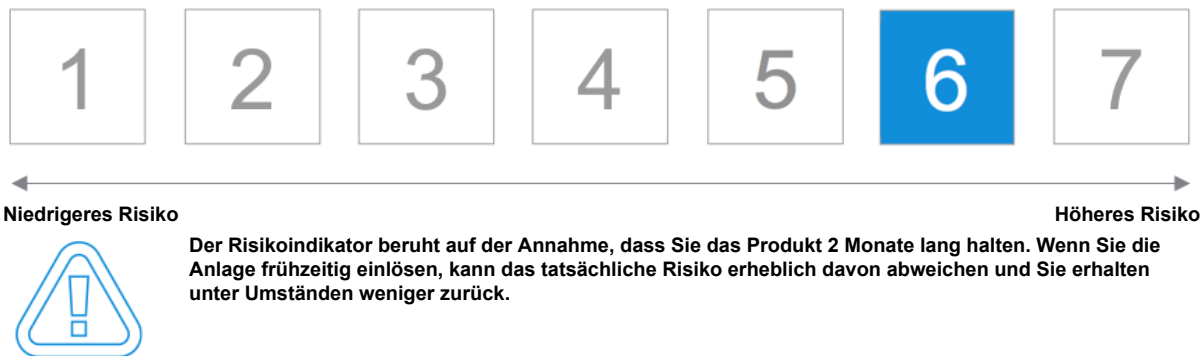 1 2 3 4 5 6 7
Niedrigeres Risiko Höheres Risiko
Der Risikoindikator beruht auf der Annahme, dass Sie das Produkt 2 Monate lang halten. Wenn Sie die
Anlage frühzeitig einlösen, kann das tatsächliche Risiko erheblich davon abweichen und Sie erhalten
unter Umständen weniger zurück.